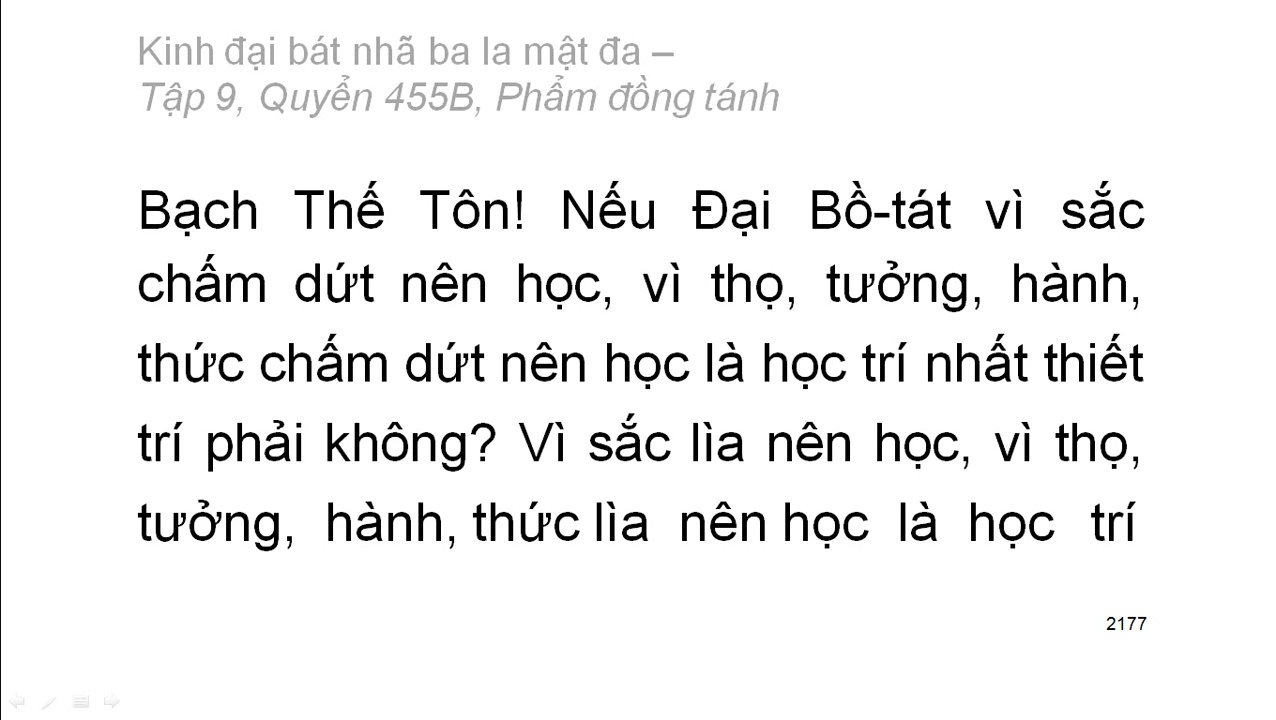 Kinh đại bát nhã ba la mật đa –
Tập 9, Quyển 455B, Phẩm đồng tánh
Bạch Thế Tôn! Nếu Đại Bồ-tát vì sắc
chấm dứt nên học, vì thọ, tưởng, hành,
thức chấm dứt nên học là học trí nhất thiết
trí phải không? Vì sắc lìa nên học, vì thọ,
tưởng, hành, thức lìa nên học là học trí
2177